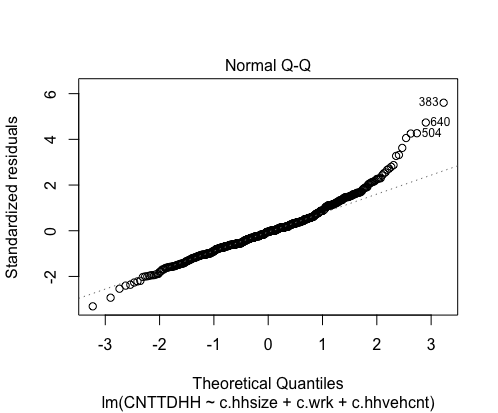 Normal Q-Q
Standardized residuals
6
4
2
0
-2
383
640
504
-3 -2 -1 0 1 2 3
Theoretical Quantiles
lm(CNTTDHH ~ c.hhsize + c.wrk + c.hhvehcnt)